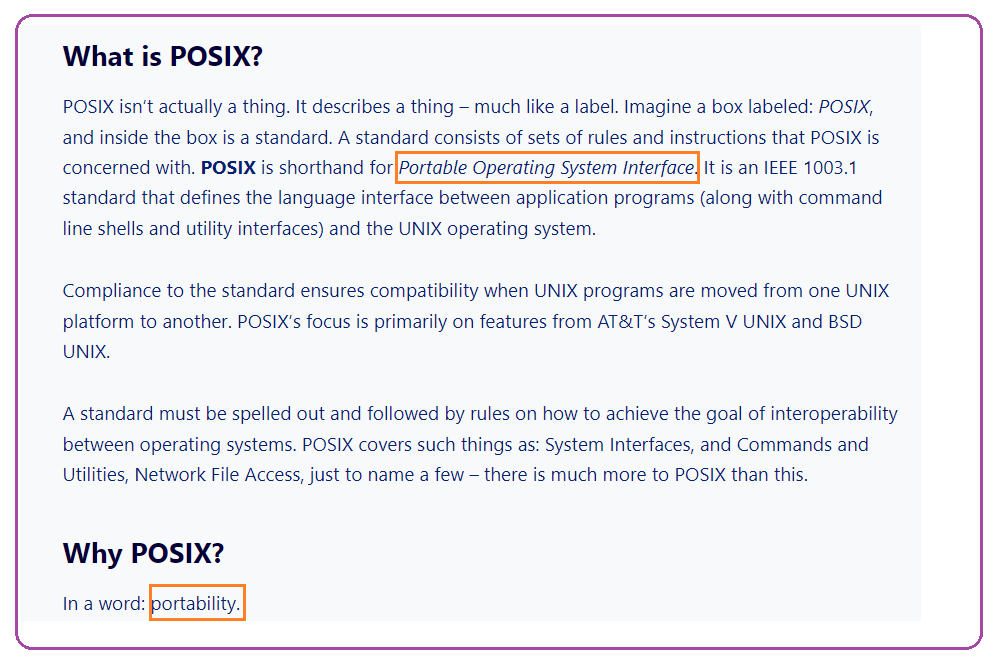 What is POSIX?
POSIX isn’t actually a thing. It describes a thing – much like a label. Imagine a box labeled: POSIX,
and inside the box is a standard. A standard consists of sets of rules and instructions that POSIX is
concerned with. POSIX is shorthand for Portable Operating System Interface. It is an IEEE 1003.1
standard that defines the language interface between application programs (along with command
line shells and utility interfaces) and the UNIX operating system.
Compliance to the standard ensures compatibility when UNIX programs are moved from one UNIX
platform to another. POSIX’s focus is primarily on features from AT&T’s System V UNIX and BSD
UNIX.
A standard must be spelled out and followed by rules on how to achieve the goal of interoperability
between operating systems. POSIX covers such things as: System Interfaces, and Commands and
Utilities, Network File Access, just to name a few – there is much more to POSIX than this.
Why POSIX?
In a word: portability.